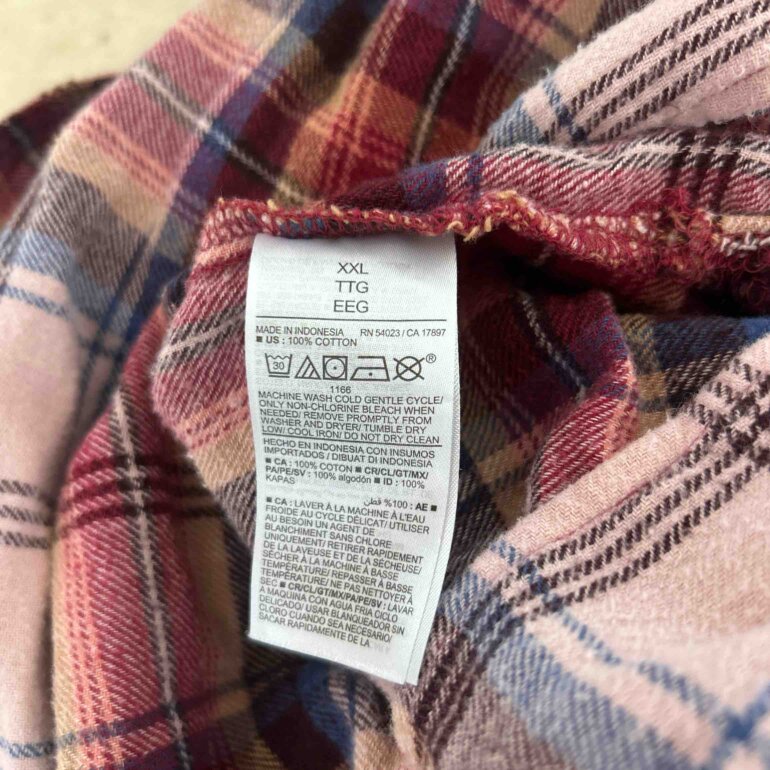 XXL
TTG
EEG
MADE IN INDONESIA RN 54023 / CA 17897
■ US : 100% COTTON
30
®
1166
MACHINE WASH COLD GENTLE CYCLE/
ONLY NON-CHLORINE BLEACH WHEN
NEEDED/ REMOVE PROMPTLY FROM
WASHER AND DRYER/ TUMBLE DRY
LOW/ COOL IRON/ DO NOT DRY CLEAN
HECHO EN INDONESIA CON INSUMOS
IMPORTADOS / DIBUAT DI INDONESIA
■ CA : 100% COTTON ■ CR/CL/GT/MX/
PA/PE/SV : 100% algodón ■ ID : 100%
KAPAS
■ AE : 100% قطن
■ CA : LAVER À LA MACHINE À L'EAU
FROIDE AU CYCLE DÉLICAT/ UTILISER
AU BESOIN UN AGENT DE
BLANCHIMENT SANS CHLORE
UNIQUEMENT/ RETIRER RAPIDEMENT
DE LA LAVEUSE ET DE LA SÉCHEUSE/
SÉCHER À LA MACHINE À BASSE
TEMPÉRATURE/ REPASSER À BASSE
TEMPÉRATURE/ NE PAS NETTOYER À
SEC ■ CR/CL/GT/MX/PA/PE/SV : LAVAR
A MAQUINA CON AGUA FRIA CICLO
DELICADO/ USAR BLANQUEADOR SIN
CLORO CUANDO SEA NECESARIO/
SACAR RAPIDAMENTE DE LA